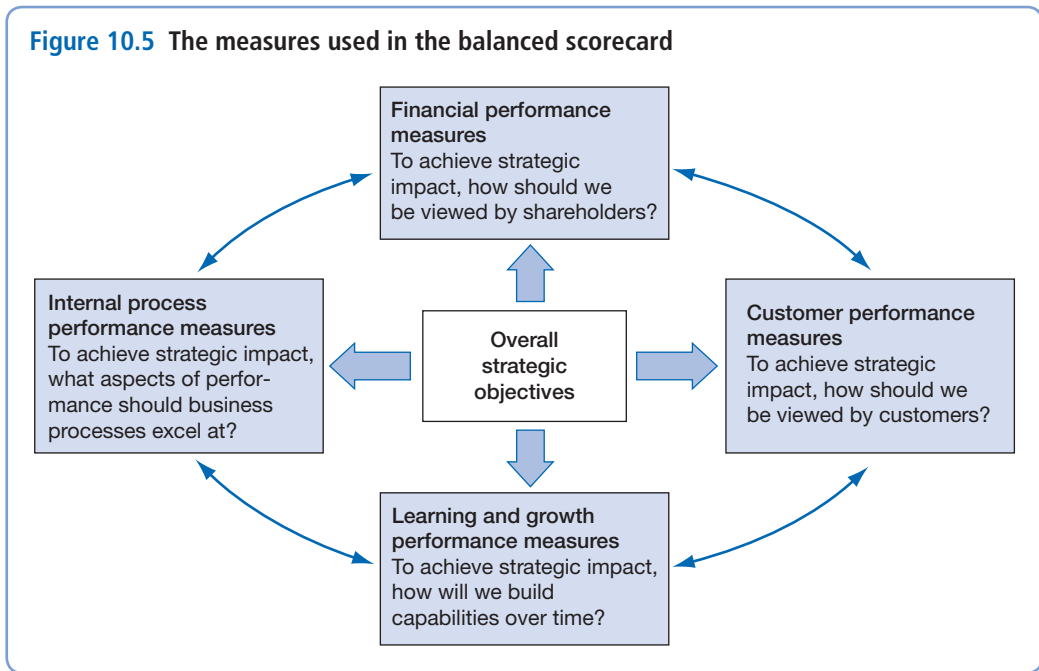 Figure 10.5 The measures used in the balanced scorecard
Financial performance
measures
To achieve strategic
impact, how should we
be viewed by shareholders?
Internal process
performance measures
To achieve strategic impact,
what aspects of perfor-
mance should business
processes excel at?
Overall
strategic
objectives
Customer performance
measures
To achieve strategic
impact, how should we
be viewed by customers?
Learning and growth
performance measures
To achieve strategic impact,
how will we build
capabilities over time?